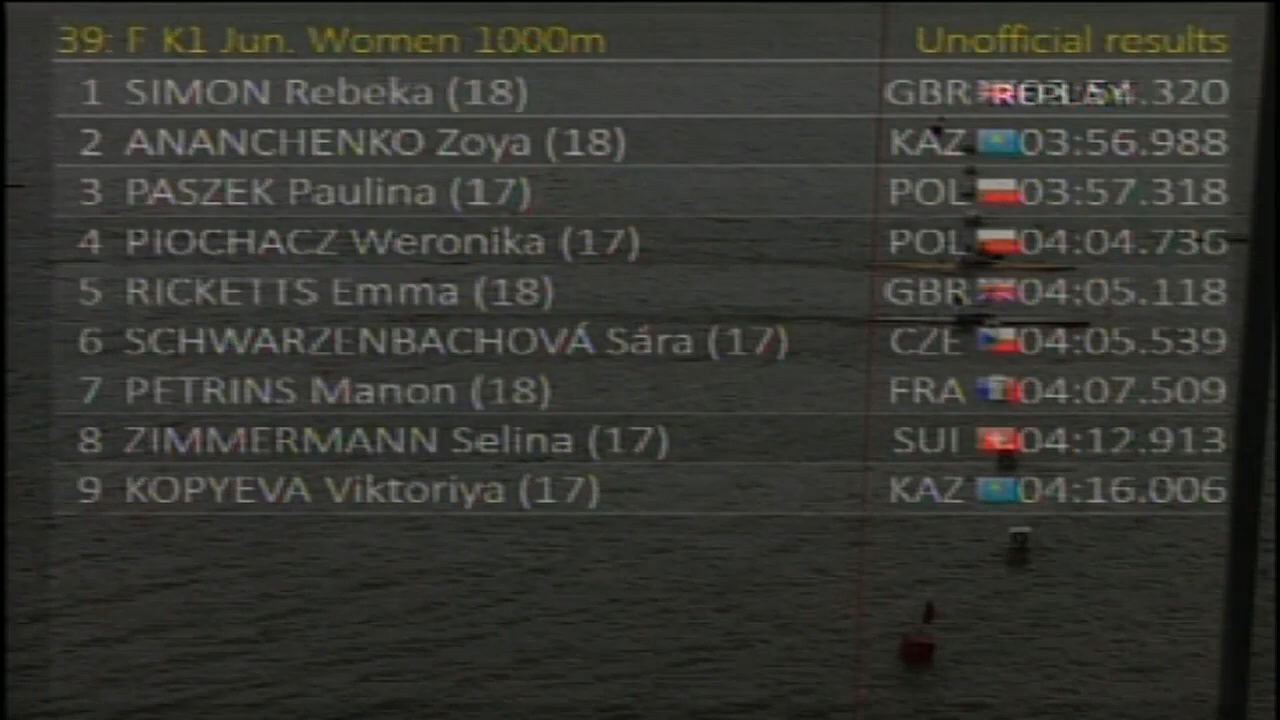 39: F K1 Jun. Women 1000m Unofficial results
1 SIMON Rebeka (18) GBR REPLAY .320
2 ANANCHENKO Zoya (18) KAZ 03:56.988
3 PASZEK Paulina (17) POL 03:57.318
4 PIOCHACZ Weronika (17) POL 04:04.736
5 RICKETTS Emma (18) GBR 04:05.118
6 SCHWARZENBACHOVÁ Sára (17) CZE 04:05.539
7 PETRINS Manon (18) FRA 04:07.509
8 ZIMMERMANN Selina (17) SUI 04:12.913
9 KOPYEVA Viktoriya (17) KAZ 04:16.006